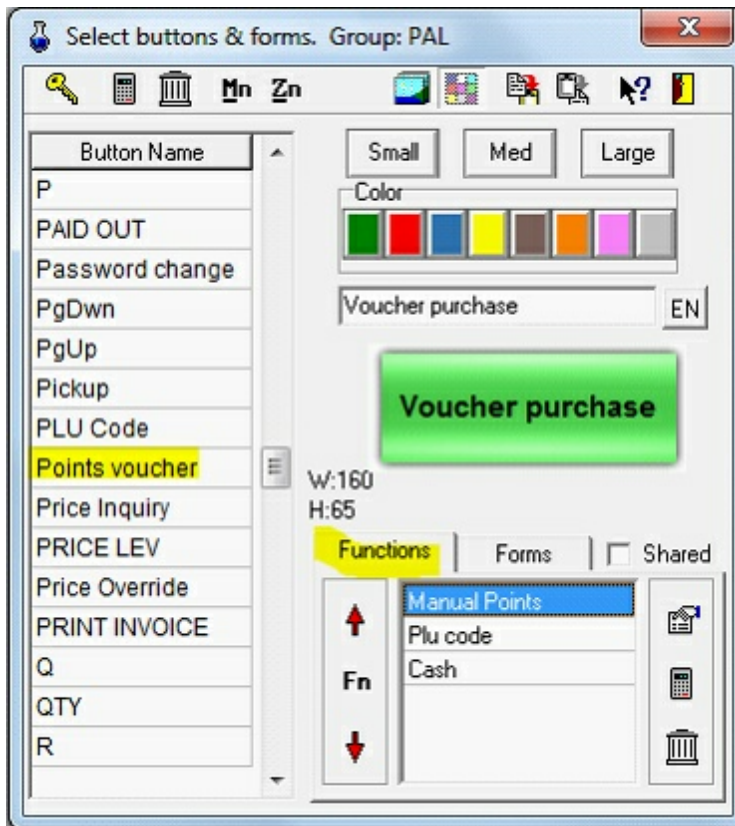 Select buttons & forms. Group: PAL
Mn Zn
Button Name
P
PAID OUT
Password change
PgDwn
PgUp
Pickup
PLU Code
Points voucher
Price Inquiry
PRICE LEV
Price Override
PRINT INVOICE
Q
QTY
R
Small Med Large
Color
Voucher purchase EN
Voucher purchase
W:160
H:65
Functions Forms Shared
Manual Points
Plu code
Cash
Fn